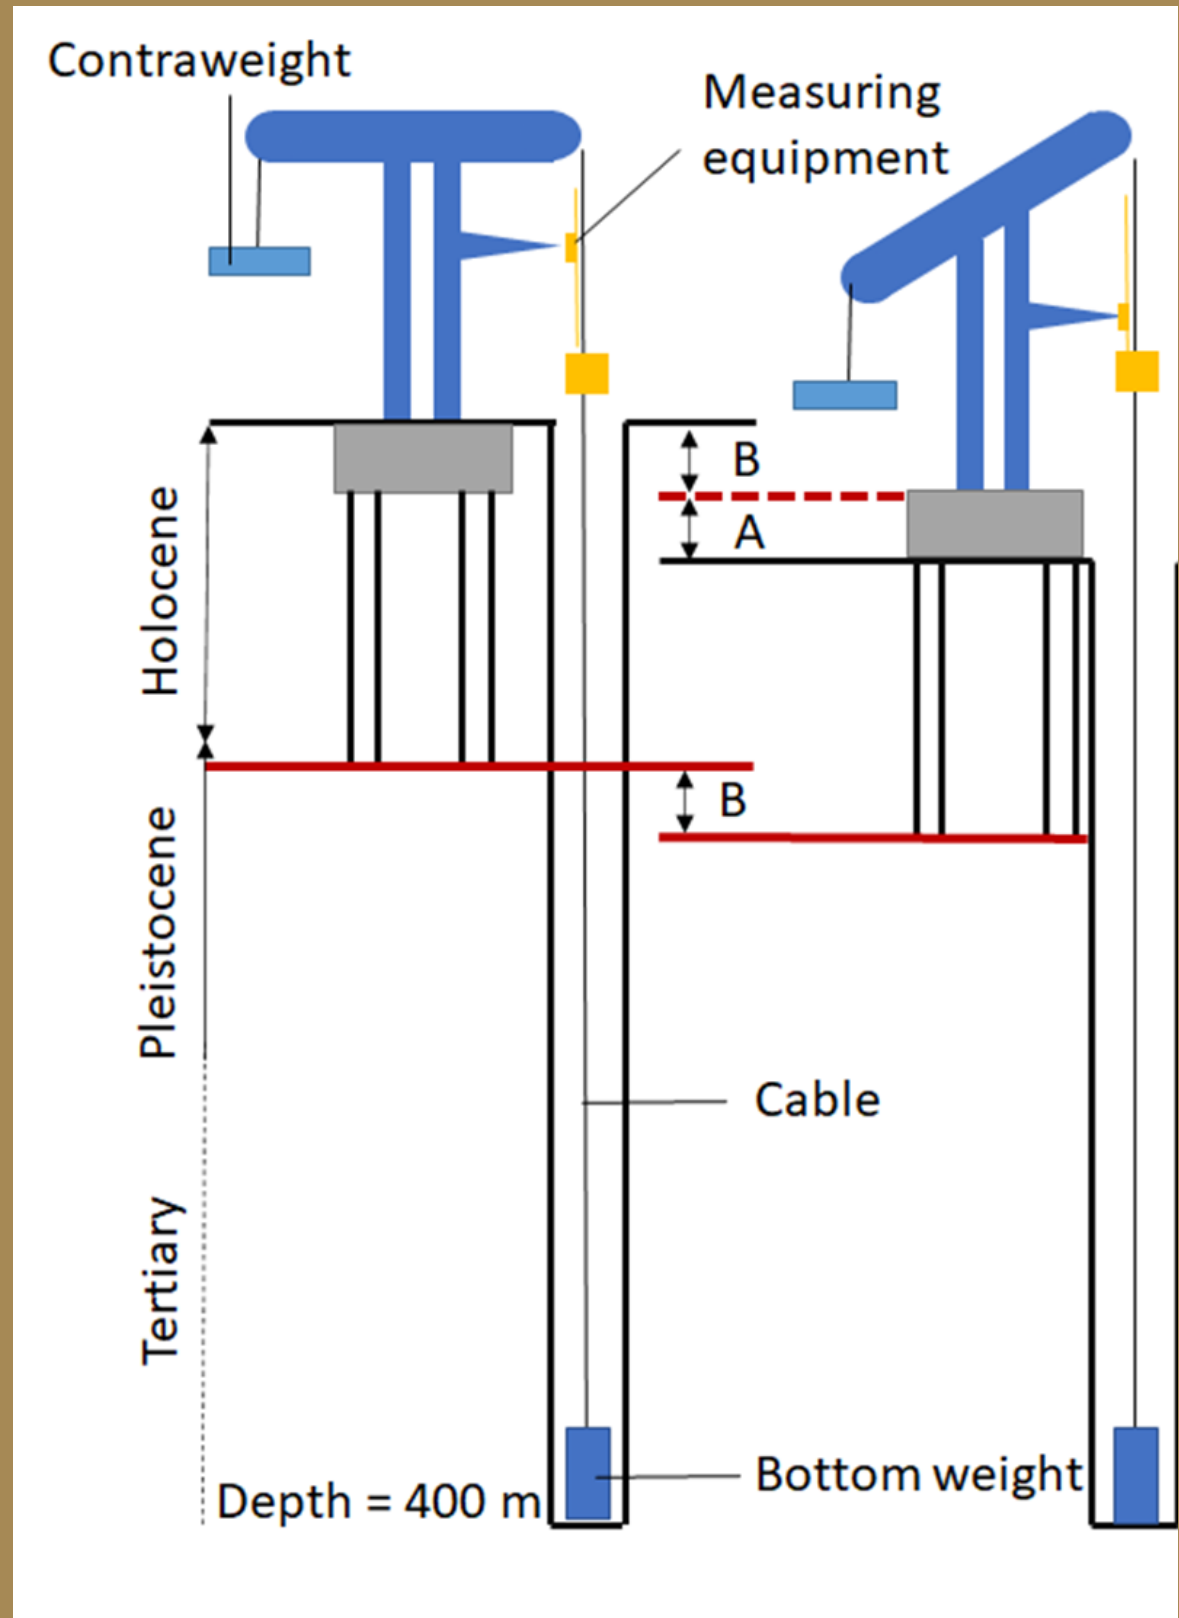 Contraweight
Measuring
equipment
B
A
Holocene
B
Pleistocene
Cable
Tertiary
Bottom weight
Depth = 400 m